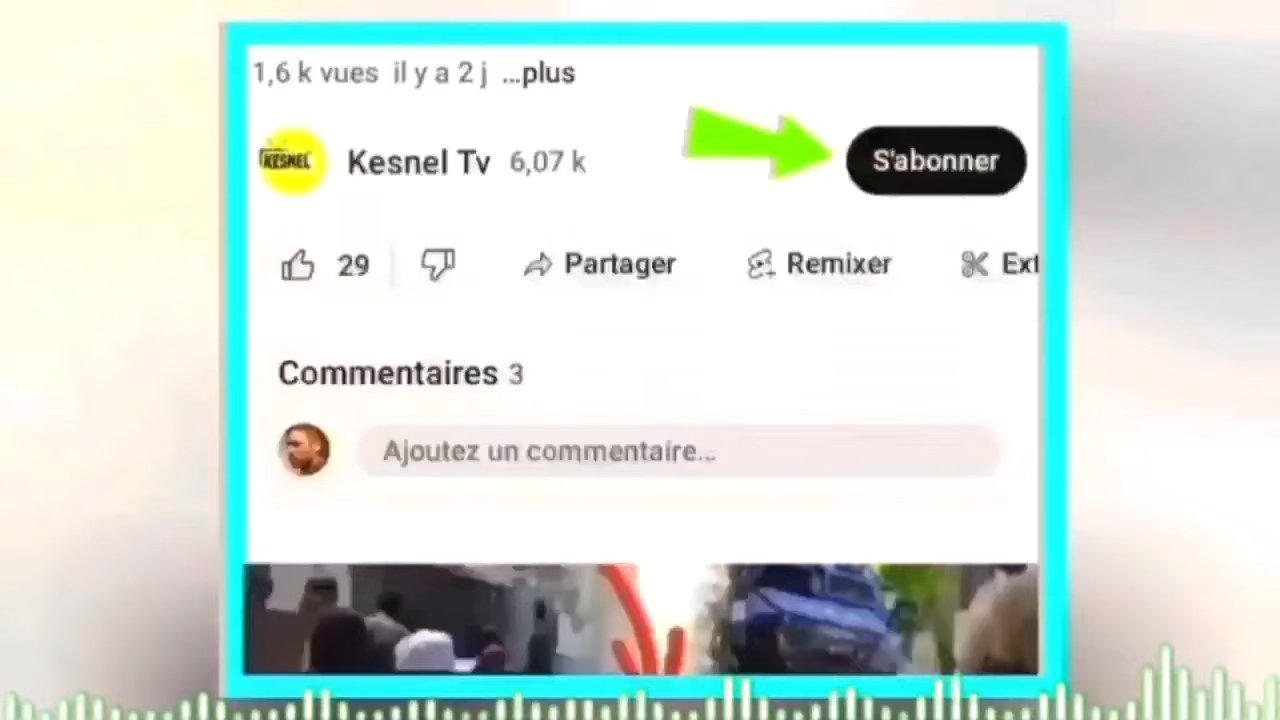 1,6 k vues il y a 2 j ...plus
KESNEL
Kesnel Tv 6,07 k
S'abonner
29
Partager
Remixer
Ext
Commentaires 3
Ajoutez un commentaire...